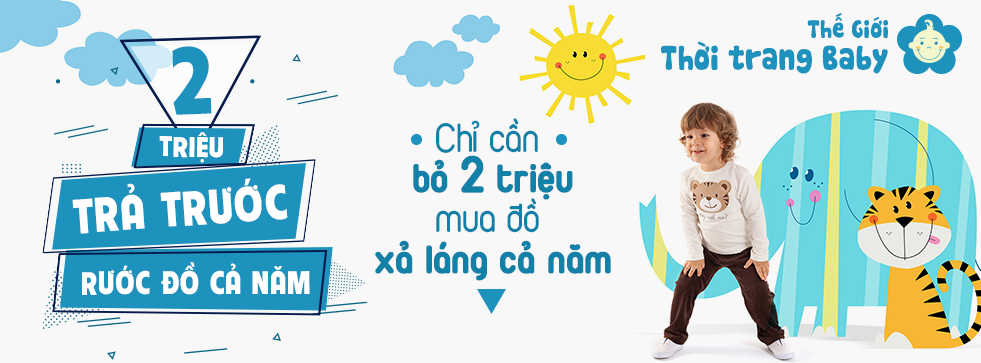 2
TRIỆU
TRẢ TRƯỚC
RƯỚC ĐỒ CẢ NĂM
• Chỉ cần •
bỏ 2 triệu
mua đồ
xả láng cả năm
Thế Giới
Thời trang Baby